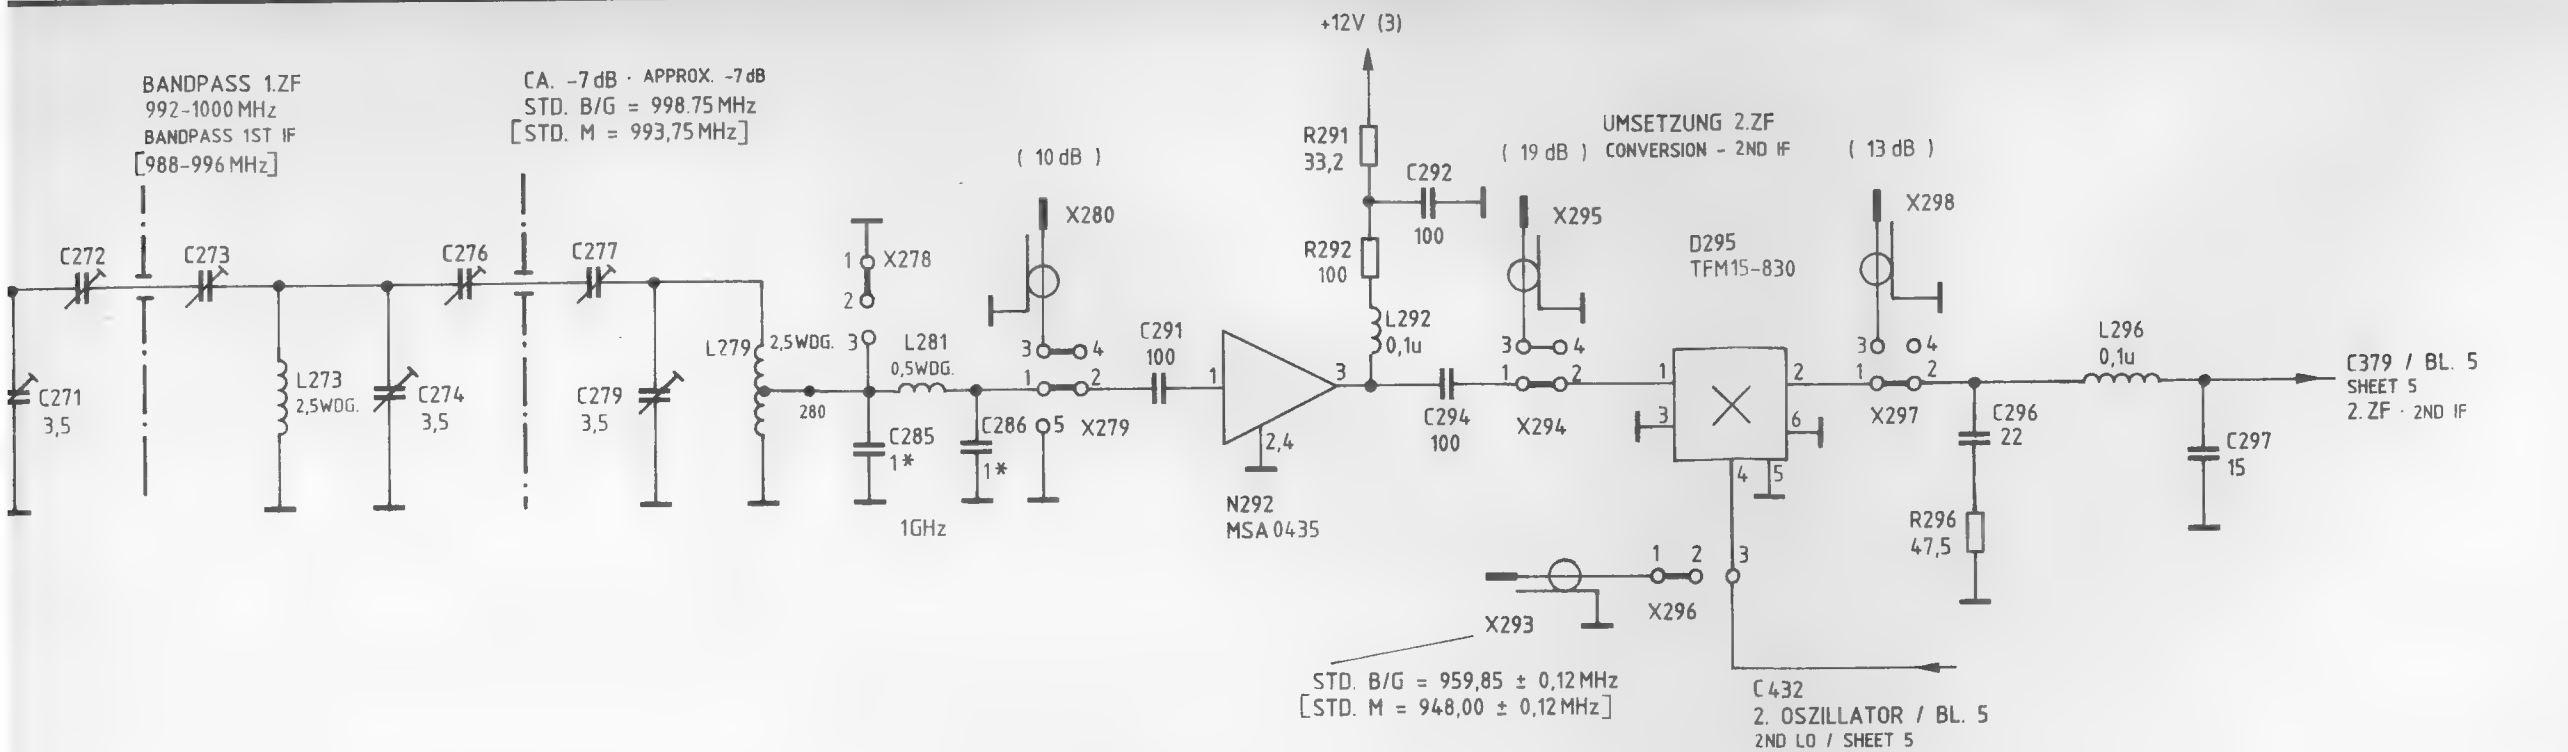 +12V (3)
BANDPASS 1.ZF
992-1000 MHz
BANDPASS 1ST IF
[988-996 MHz]
CA. -7 dB · APPROX. -7 dB
STD. B/G = 998.75 MHz
[STD. M = 993,75 MHz]
( 10 dB )
R291
33,2
C292
100
( 19 dB )
UMSETZUNG 2.ZF
CONVERSION - 2ND IF
( 13 dB )
X280
X295
X298
C272
C273
C276
C277
1
X278
2
3
R292
100
D295
TFM15-830
L279
2,5WDG.
L281
0,5WDG.
3
4
C291
100
L292
0,1u
3
4
3
4
L296
0,1u
C271
3,5
L273
2,5WDG.
C274
3,5
C279
3,5
280
1
2
1
3
1
2
1
2
1
2
C379 / BL. 5
SHEET 5
2. ZF · 2ND IF
C285
1*
C286
1*
5
X279
2,4
C294
100
X294
3
6
4
5
X297
C296
22
C297
15
1GHz
N292
MSA0435
R296
47,5
1
2
3
X293
X296
STD. B/G = 959,85 ± 0,12 MHz
[STD. M = 948,00 ± 0,12 MHz]
C432
2. OSZILLATOR / BL. 5
2ND LO / SHEET 5